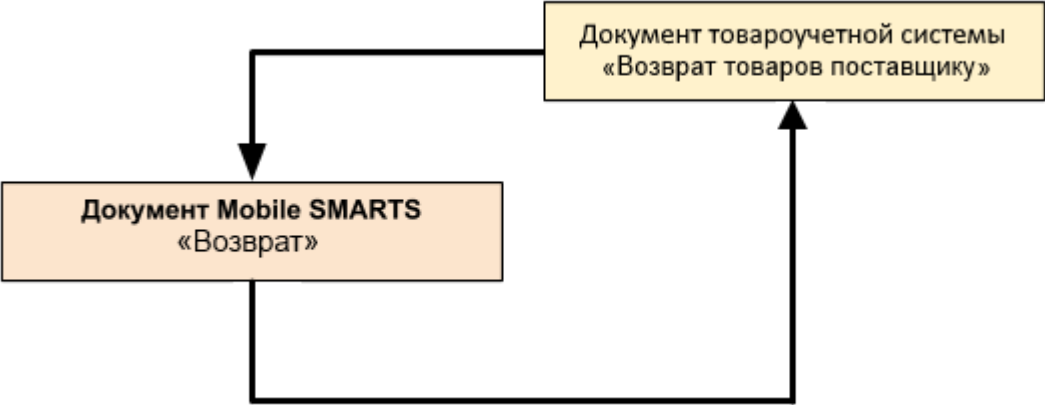 Документ товароучетной системы
«Возврат товаров поставщику»
Документ Mobile SMARTS
«Возврат»